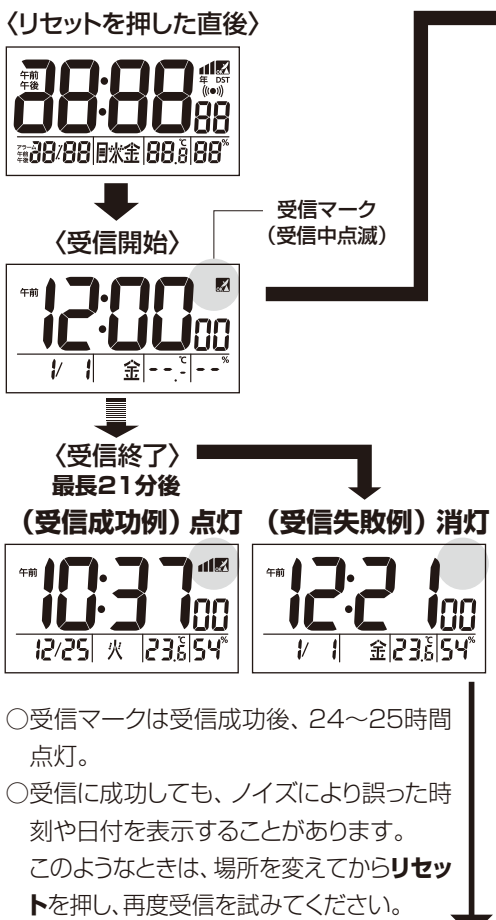 〈リセットを押した直後〉
午前
午後
88:88 88
年 DST
アラーム
午前
午後
88/88 月水金 88.8℃ 88%
受信マーク
（受信中点滅）
〈受信開始〉
午前 12:00 00
1/ 1 金 --.-℃ --%
〈受信終了〉
最長21分後
（受信成功例）点灯 （受信失敗例）消灯
午前 10:37 00
12/25 火 23.6℃ 54%
午前 12:21 00
1/ 1 金 23.6℃ 54%
○受信マークは受信成功後、24〜25時間
点灯。
○受信に成功しても、ノイズにより誤った時
刻や日付を表示することがあります。
このようなときは、場所を変えてからリセッ
トを押し、再度受信を試みてください。